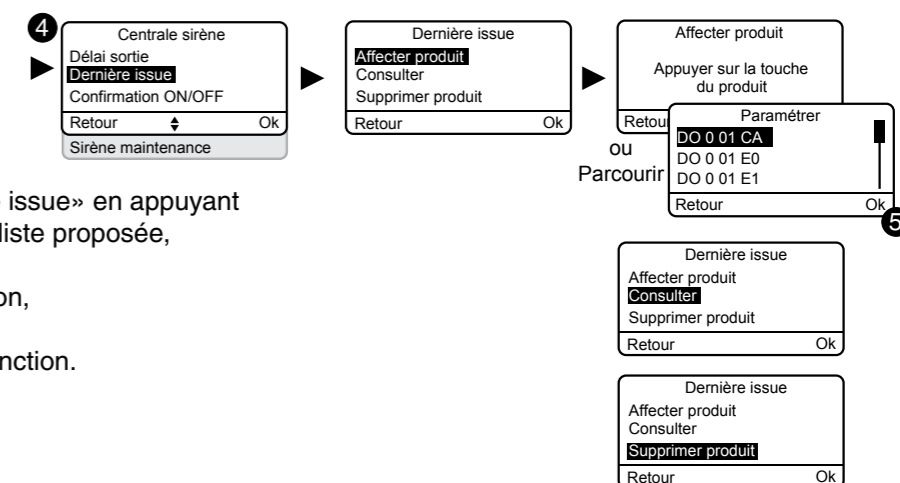 4
Centrale sirène
Délai sortie
Dernière issue
Confirmation ON/OFF
Retour Ok
Sirène maintenance
Dernière issue
Affecter produit
Consulter
Supprimer produit
Retour Ok
Affecter produit
Appuyer sur la touche
du produit
Retou
ou
Parcourir
Paramétrer
DO 0 01 CA
DO 0 01 E0
DO 0 01 E1
Retour Ok
5
issue» en appuyant
liste proposée,
on,
nction.
Dernière issue
Affecter produit
Consulter
Supprimer produit
Retour Ok
Dernière issue
Affecter produit
Consulter
Supprimer produit
Retour Ok